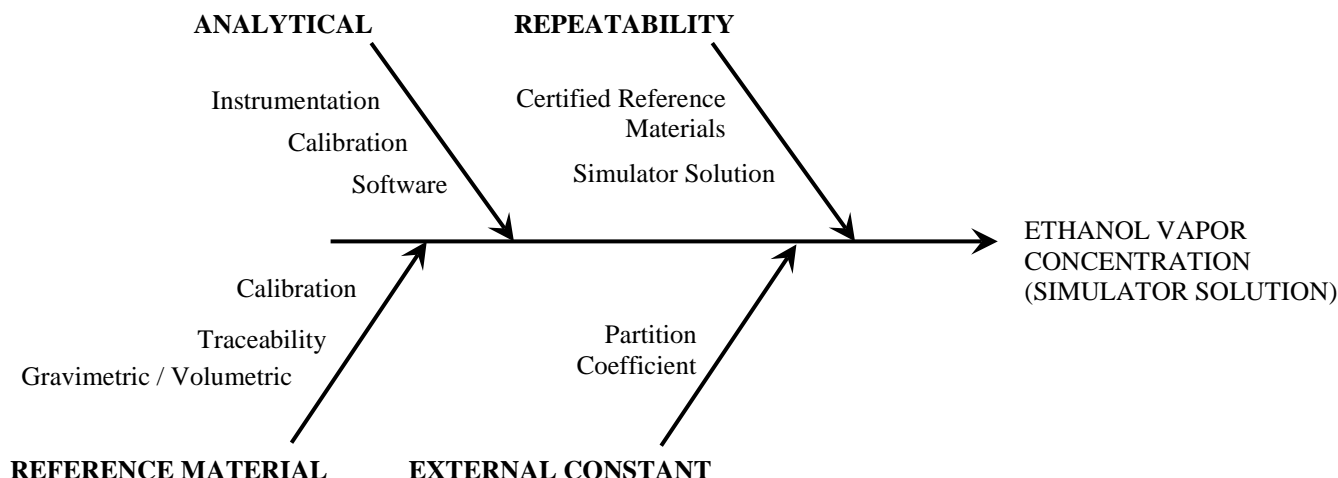 ANALYTICAL
REPEATABILITY
Instrumentation
Calibration
Software
Certified Reference
Materials
Simulator Solution
ETHANOL VAPOR
CONCENTRATION
(SIMULATOR SOLUTION)
Calibration
Traceability
Gravimetric / Volumetric
Partition
Coefficient
REFERENCE MATERIAL
EXTERNAL CONSTANT